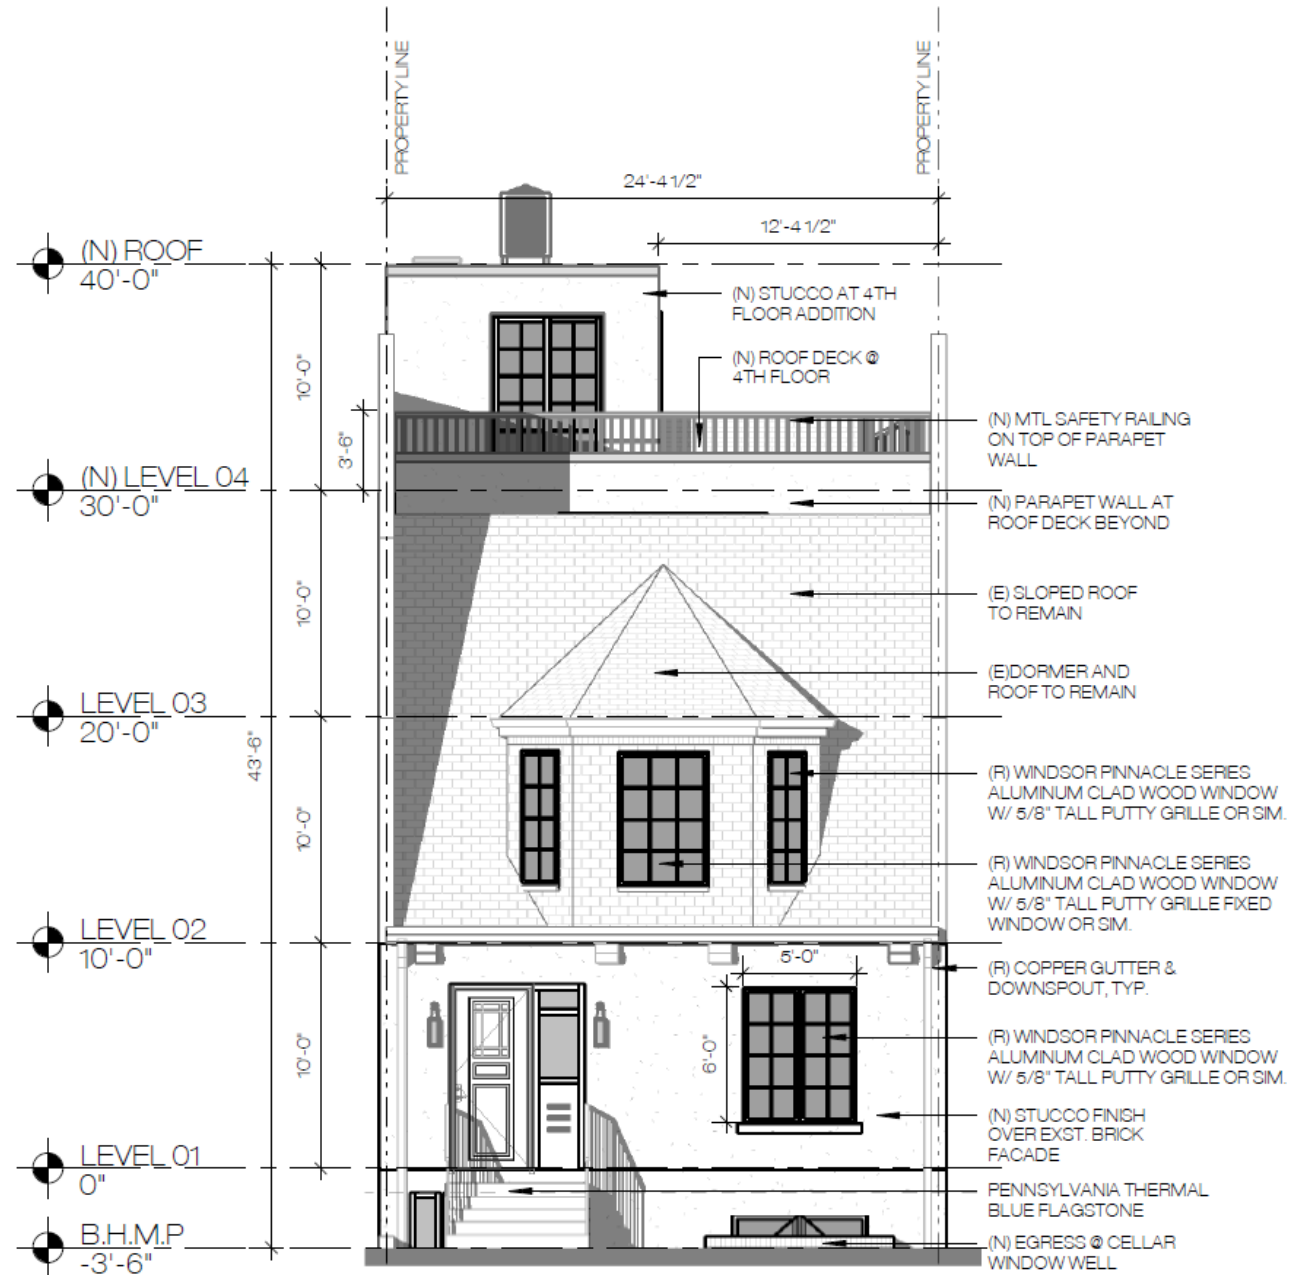 PROPERTY LINE
PROPERTY LINE
24'-4 1/2"
12'-4 1/2"
(N) ROOF
40'-0"
(N) STUCCO AT 4TH
FLOOR ADDITION
(N) ROOF DECK @
4TH FLOOR
10'-0"
(N) MTL SAFETY RAILING
ON TOP OF PARAPET
WALL
3'-6"
(N) LEVEL 04
30'-0"
(N) PARAPET WALL AT
ROOF DECK BEYOND
10'-0"
(E) SLOPED ROOF
TO REMAIN
(E)DORMER AND
ROOF TO REMAIN
LEVEL 03
20'-0"
43'-6"
(R) WINDSOR PINNACLE SERIES
ALUMINUM CLAD WOOD WINDOW
W/ 5/8" TALL PUTTY GRILLE OR SIM.
10'-0"
(R) WINDSOR PINNACLE SERIES
ALUMINUM CLAD WOOD WINDOW
W/ 5/8" TALL PUTTY GRILLE FIXED
WINDOW OR SIM.
LEVEL 02
10'-0"
5'-0"
(R) COPPER GUTTER &
DOWNSPOUT, TYP.
6'-0"
10'-0"
(R) WINDSOR PINNACLE SERIES
ALUMINUM CLAD WOOD WINDOW
W/ 5/8" TALL PUTTY GRILLE OR SIM.
(N) STUCCO FINISH
OVER EXST. BRICK
FACADE
LEVEL 01
0"
PENNSYLVANIA THERMAL
BLUE FLAGSTONE
B.H.M.P
-3'-6"
(N) EGRESS @ CELLAR
WINDOW WELL